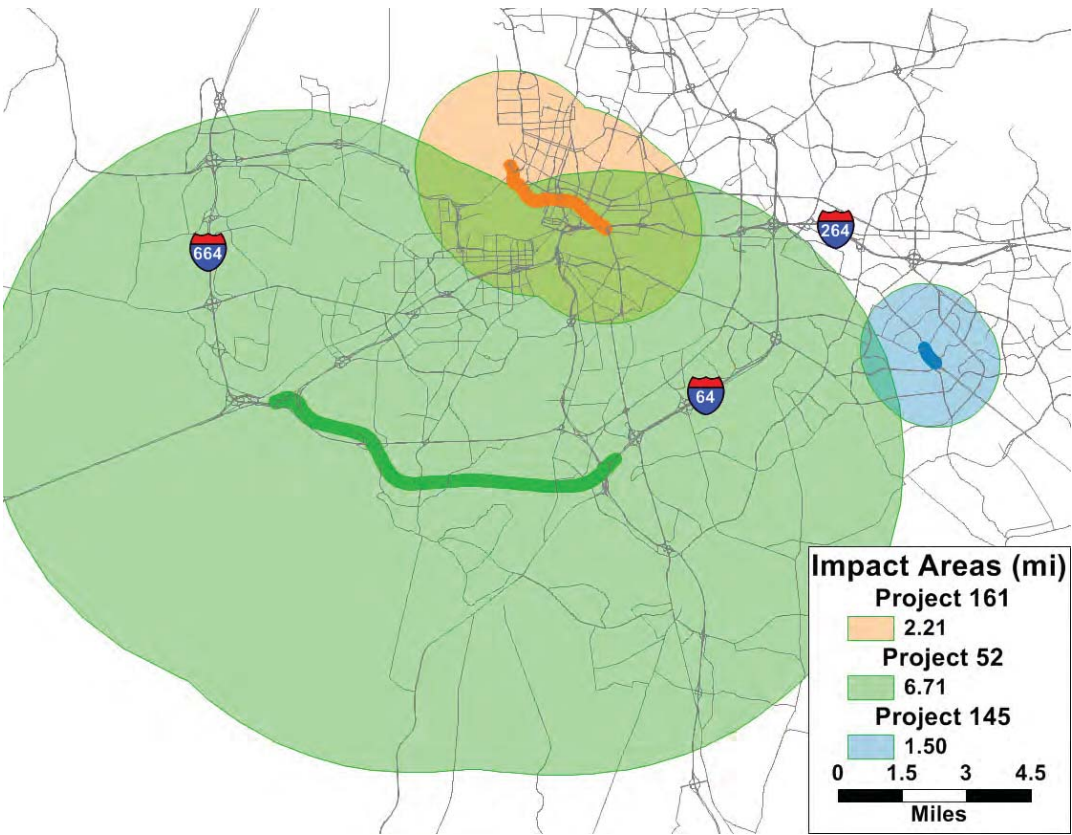 264
664
64
Impact Areas (mi)
Project 161
2.21
Project 52
6.71
Project 145
1.50
0 1.5 3 4.5
Miles